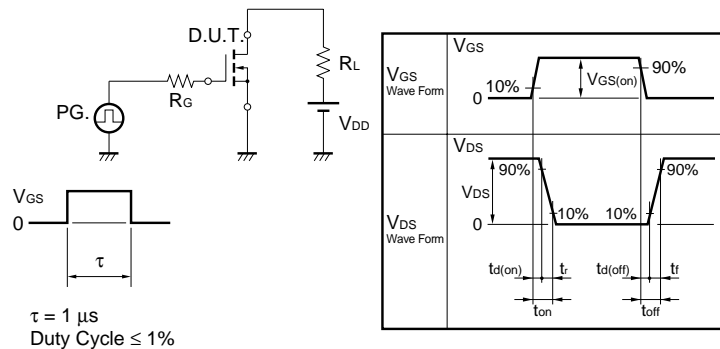 D.U.T.
RL
RG
PG.
VDD
VGS
0
τ
τ = 1 μs
Duty Cycle ≤ 1%
VGS
Wave Form
VGS
10%
VGS(on)
90%
0
VDS
Wave Form
VDS
90%
90%
VDS
10%
10%
0
td(on)
tr
td(off)
tf
ton
toff